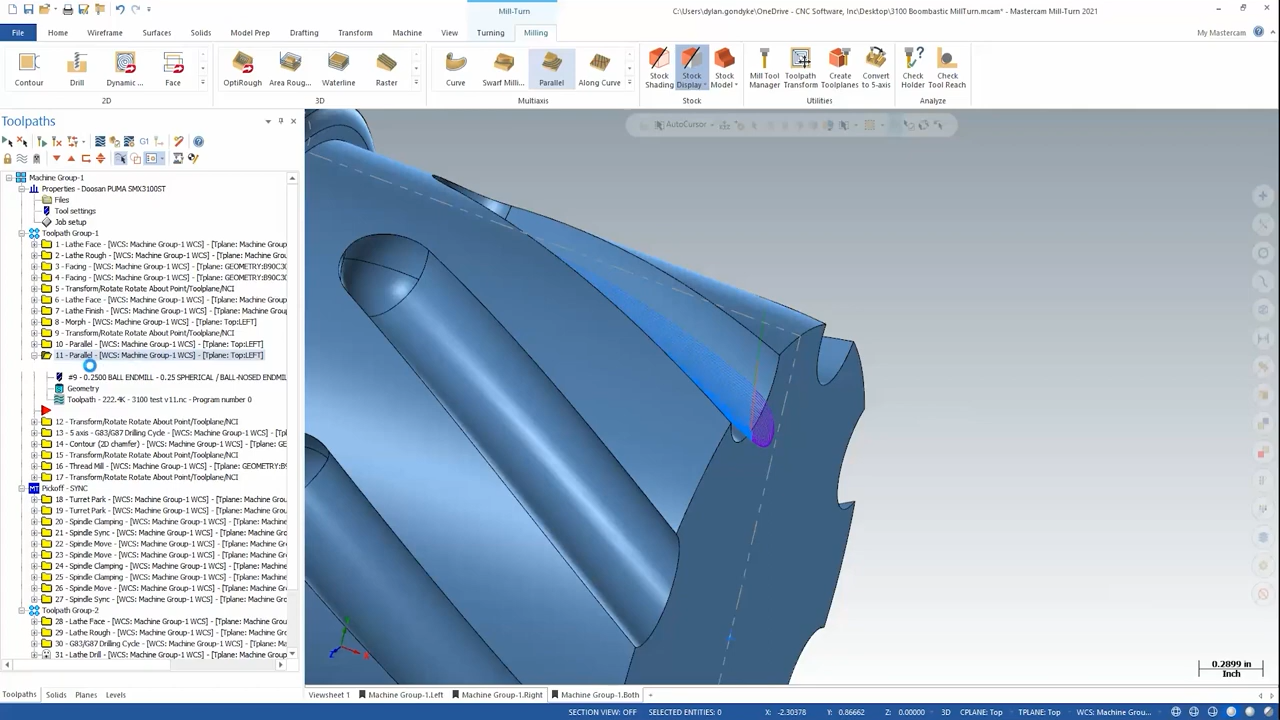 Mill-Turn
C:\Users\dylan.gondyke\OneDrive - CNC Software, Inc\Desktop\3100 Boombastic MillTurn.mcam* - Mastercam Mill-Turn 2021
File Home Wireframe Surfaces Solids Model Prep Drafting Transform Machine View Turning Milling My Mastercam
Contour Drill Dynamic ... Face OptiRough Area Roug... Waterline Raster Curve Swarf Milli... Parallel Along Curve Stock Shading Stock Display Stock Model Mill Tool Manager Toolpath Transform Create Toolplanes Convert to 5-axis Check Holder Check Tool Reach
2D 3D Multiaxis Stock Utilities Analyze
Toolpaths
AutoCursor
G1
Machine Group-1
Properties - Doosan PUMA SMX3100ST
Files
Tool settings
Job setup
Toolpath Group-1
1 - Lathe Face - [WCS: Machine Group-1 WCS] - [Tplane: Machine Group
2 - Lathe Rough - [WCS: Machine Group-1 WCS] - [Tplane: Machine Grou
3 - Facing - [WCS: Machine Group-1 WCS] - [Tplane: GEOMETRY:B90C30
4 - Facing - [WCS: Machine Group-1 WCS] - [Tplane: GEOMETRY:B90C30
5 - Transform/Rotate Rotate About Point/Toolplane/NCI
6 - Lathe Face - [WCS: Machine Group-1 WCS] - [Tplane: Machine Group
7 - Lathe Finish - [WCS: Machine Group-1 WCS] - [Tplane: Machine Grou
8 - Morph - [WCS: Machine Group-1 WCS] - [Tplane: Top:LEFT]
9 - Transform/Rotate Rotate About Point/Toolplane/NCI
10 - Parallel - [WCS: Machine Group-1 WCS] - [Tplane: Top:LEFT]
11 - Parallel - [WCS: Machine Group-1 WCS] - [Tplane: Top:LEFT]
#9 - 0.2500 BALL ENDMILL - 0.25 SPHERICAL / BALL-NOSED ENDMIL
Geometry
Toolpath - 222.4K - 3100 test v11.nc - Program number 0
12 - Transform/Rotate Rotate About Point/Toolplane/NCI
13 - 5 axis - G83/G87 Drilling Cycle - [WCS: Machine Group-1 WCS] - [T
14 - Contour (2D chamfer) - [WCS: Machine Group-1 WCS] - [Tplane: GE
15 - Transform/Rotate Rotate About Point/Toolplane/NCI
16 - Thread Mill - [WCS: Machine Group-1 WCS] - [Tplane: GEOMETRY:B9
17 - Transform/Rotate Rotate About Point/Toolplane/NCI
MT Pickoff - SYNC
18 - Turret Park - [WCS: Machine Group-1 WCS] - [Tplane: Machine Group
19 - Turret Park - [WCS: Machine Group-1 WCS] - [Tplane: Machine Group
20 - Spindle Clamping - [WCS: Machine Group-1 WCS] - [Tplane: Machine
21 - Spindle Sync - [WCS: Machine Group-1 WCS] - [Tplane: Machine Gro
22 - Spindle Move - [WCS: Machine Group-1 WCS] - [Tplane: Machine Gro
23 - Spindle Move - [WCS: Machine Group-1 WCS] - [Tplane: Machine Gro
24 - Spindle Clamping - [WCS: Machine Group-1 WCS] - [Tplane: Machine
25 - Spindle Clamping - [WCS: Machine Group-1 WCS] - [Tplane: Machine
26 - Spindle Move - [WCS: Machine Group-1 WCS] - [Tplane: Machine Gro
27 - Spindle Sync - [WCS: Machine Group-1 WCS] - [Tplane: Machine Gro
Toolpath Group-2
28 - Lathe Face - [WCS: Machine Group-1 WCS] - [Tplane: Machine Grou
29 - Lathe Rough - [WCS: Machine Group-1 WCS] - [Tplane: Machine Gro
30 - G83/G87 Drilling Cycle - [WCS: Machine Group-1 WCS] - [Tplane: Ma
31 - Lathe Drill - [WCS: Machine Group-1 WCS] - [Tplane: Machine Group
0.2899 in
Inch
Toolpaths Solids Planes Levels Viewsheet 1 Machine Group-1.Left Machine Group-1.Right Machine Group-1.Both +
SECTION VIEW: OFF SELECTED ENTITIES: 0 X: -2.30378 Y: 0.86662 Z: 0.00000 3D CPLANE: Top TPLANE: Top WCS: Machine Grou...